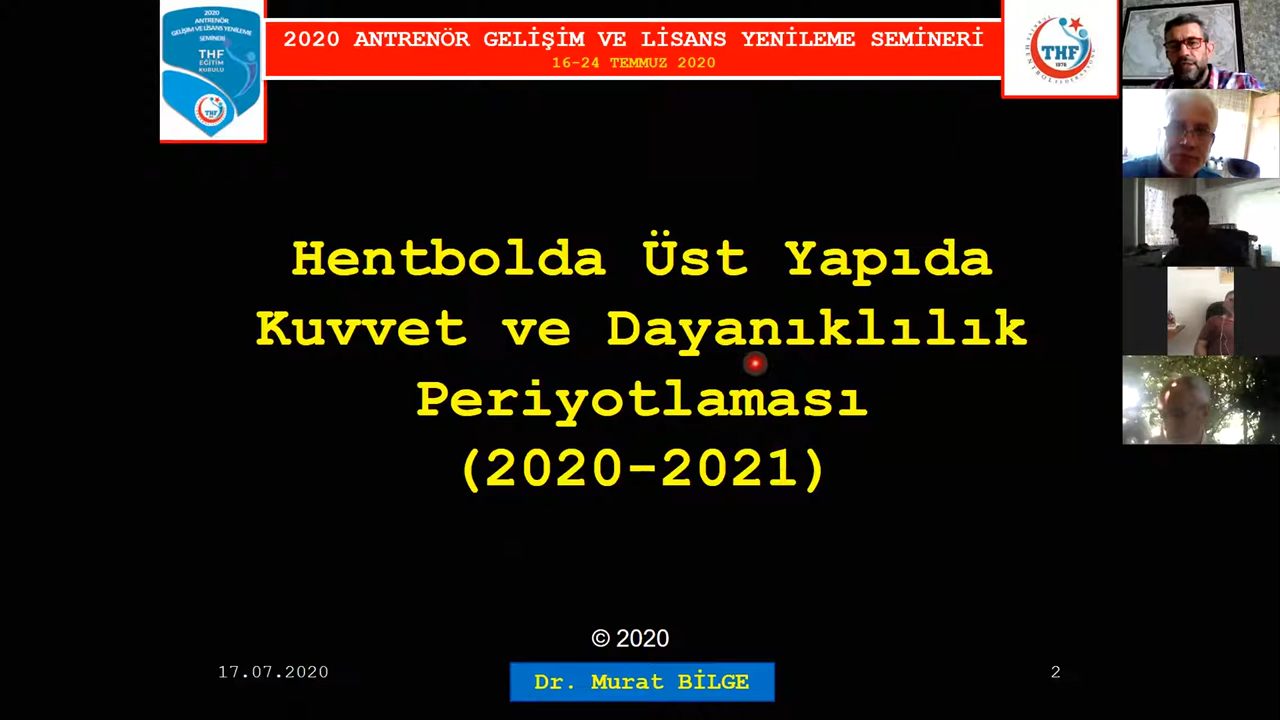 2020
ANTRENÖR
GELİŞİM VE LİSANS YENİLEME
SEMİNERİ
THF
EĞİTİM
KURULU
2020 ANTRENÖR GELİŞİM VE LİSANS YENİLEME SEMİNERİ
16-24 TEMMUZ 2020
THF
1976
Hentbolda Üst Yapıda
Kuvvet ve Dayanıklılık
Periyotlaması
(2020-2021)
© 2020
17.07.2020
Dr. Murat BİLGE
2